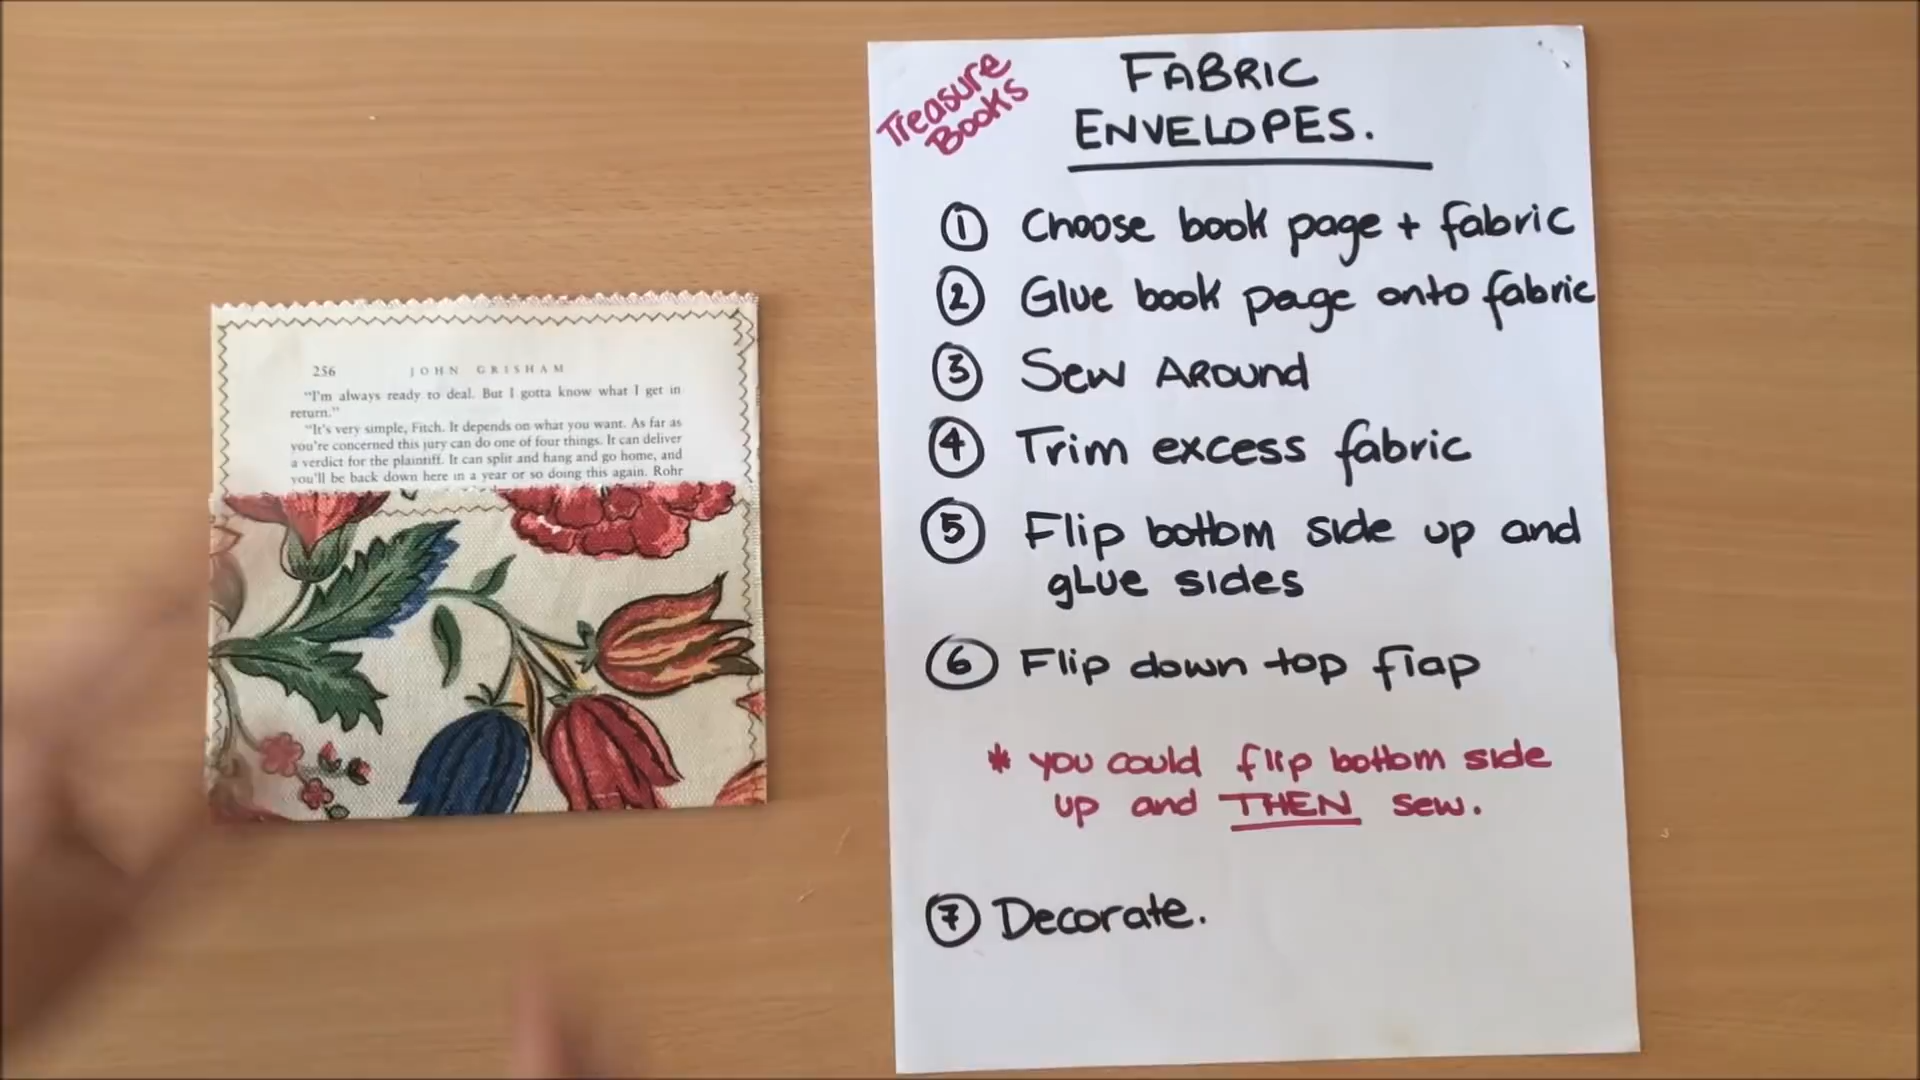 256 JOHN GRISHAM
"I'm always ready to deal. But I gotta know what I get in
return."
"It's very simple, Fitch. It depends on what you want. As far as
you're concerned this jury can do one of four things. It can deliver
a verdict for the plaintiff. It can split and hang and go home, and
you'll be back down here in a year or so doing this again. Rohr
Treasure
Books
FABRIC
ENVELOPES.
1 Choose book page + fabric
2 Glue book page onto fabric
3 Sew AROUND
4 Trim excess fabric
5 Flip bottom side up and
glue sides
6 Flip down top flap
* you could flip bottom side
up and THEN sew.
7 Decorate.